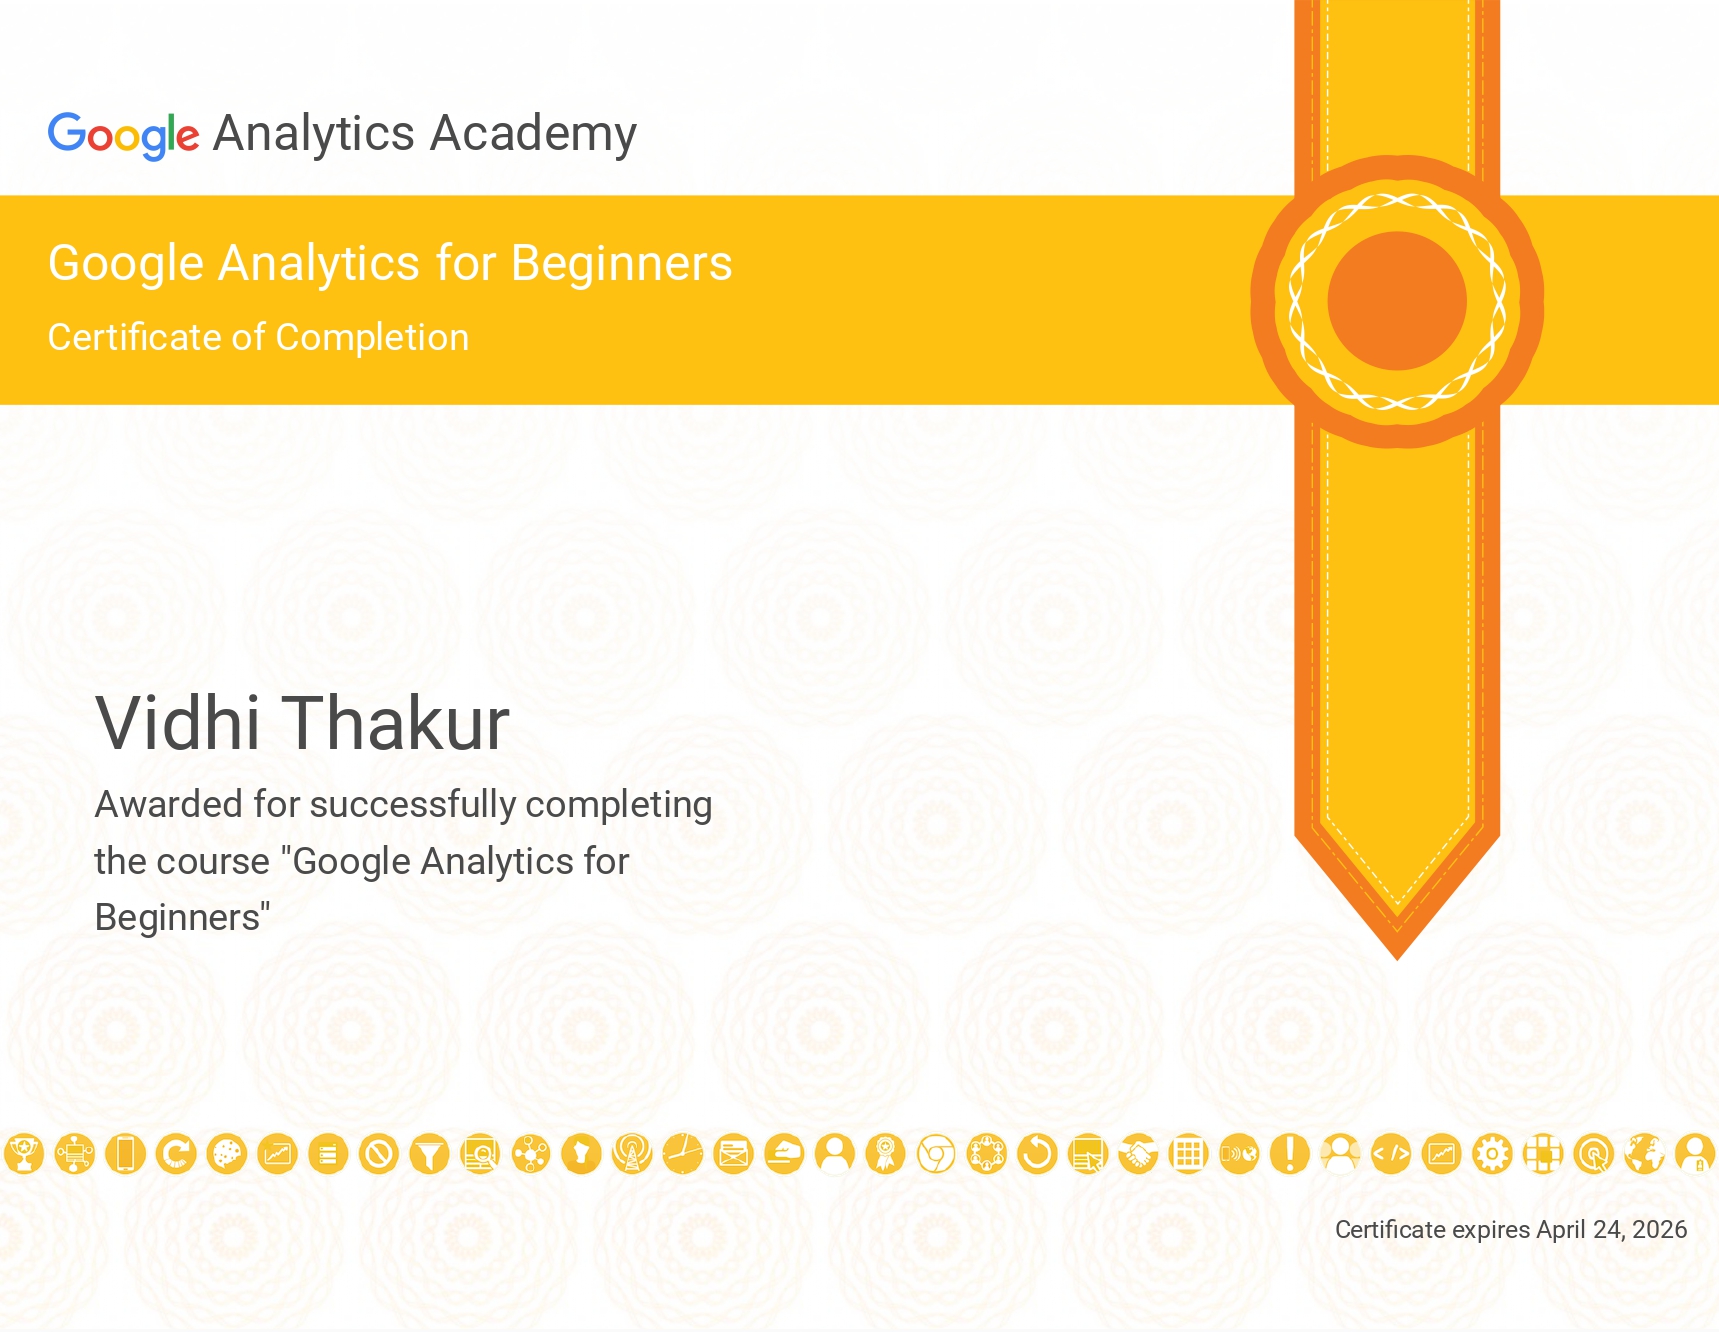 Google Analytics Academy
Google Analytics for Beginners
Certificate of Completion
Vidhi Thakur
Awarded for successfully completing
the course "Google Analytics for
Beginners"
Certificate expires April 24, 2026